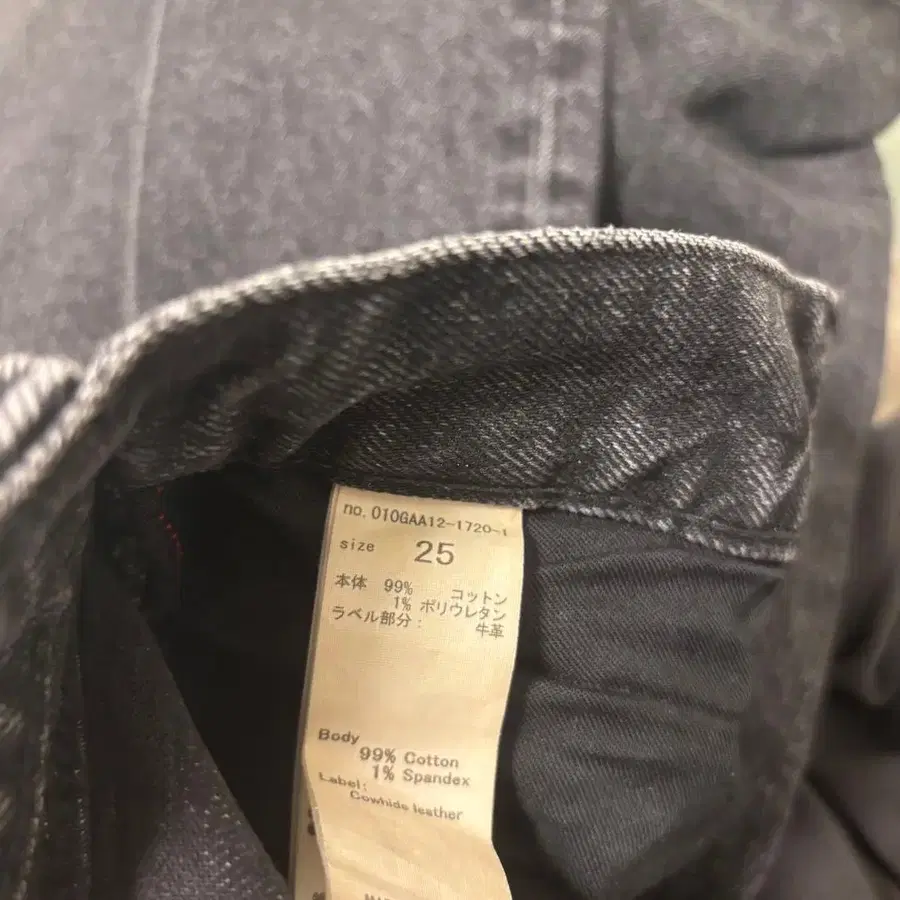 no. 010GAA12-1720-1
size 25
本体 99% コットン
1% ポリウレタン
ラベル部分: 牛革
Body
99% Cotton
1% Spandex
Label:
Cowhide leather